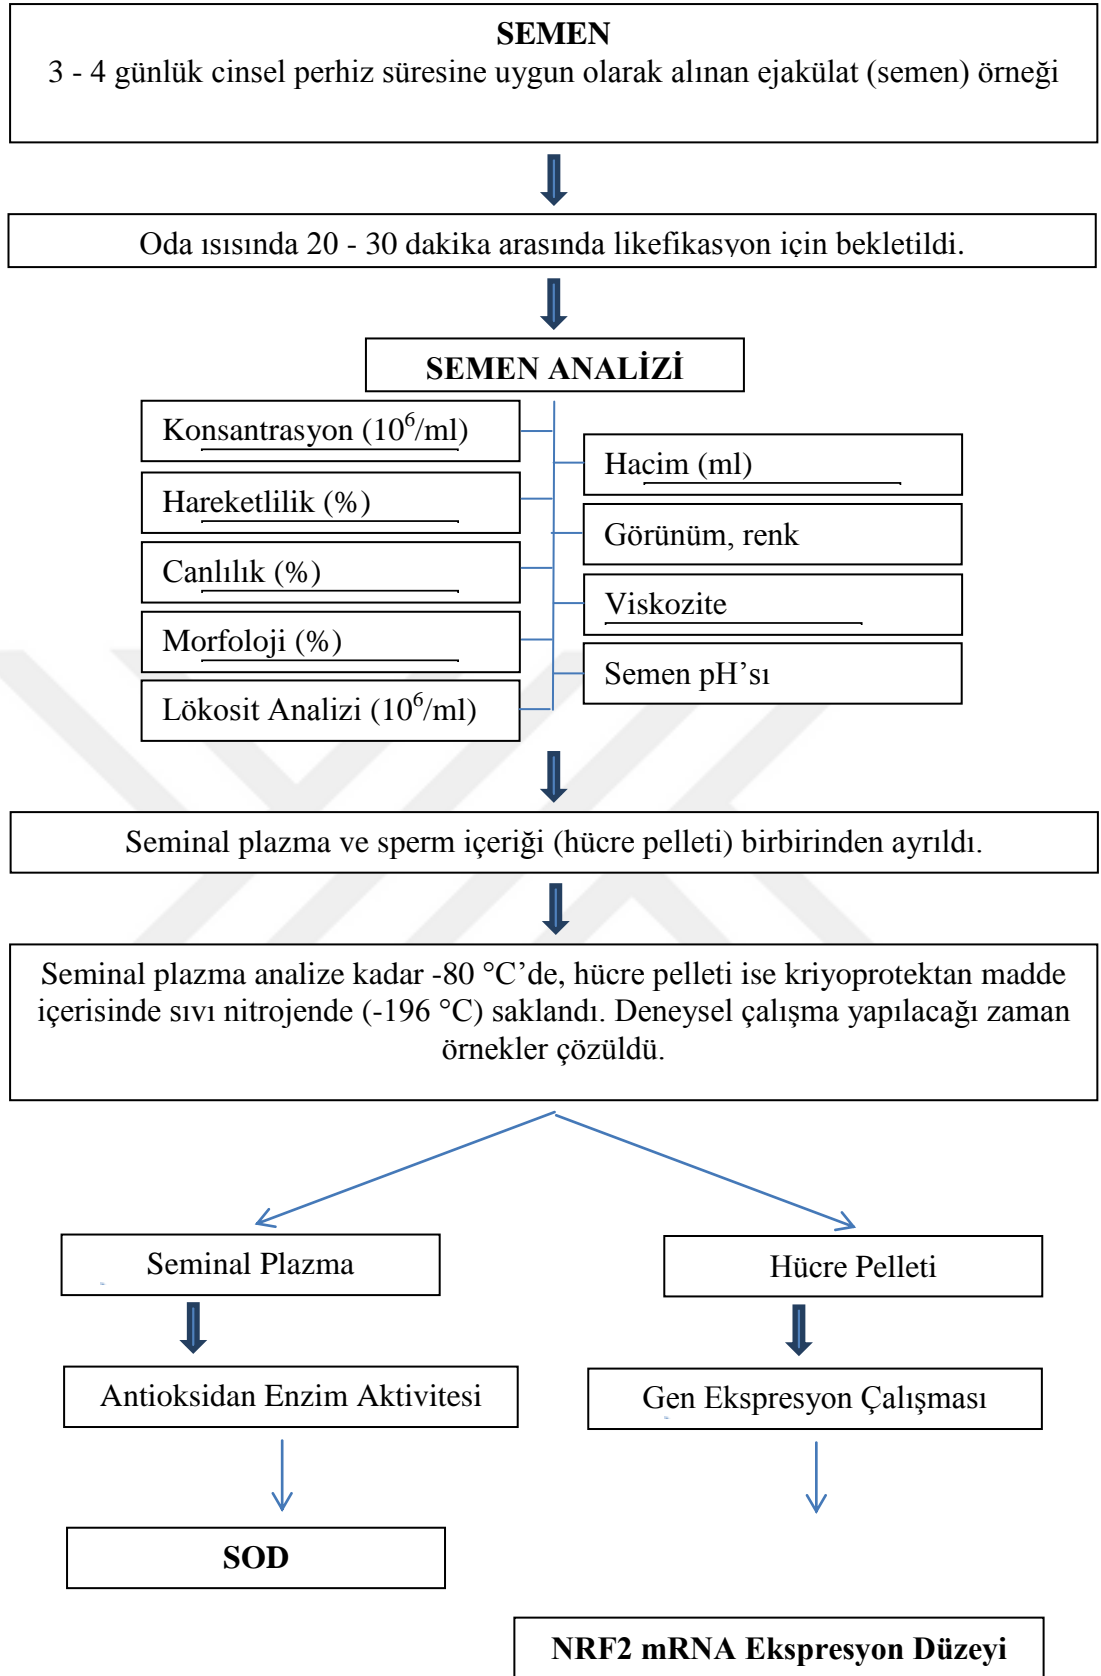 SEMEN
3 - 4 günlük cinsel perhiz süresine uygun olarak alınan ejakülat (semen) örneği
Oda ısısında 20 - 30 dakika arasında likefikasyon için bekletildi.
SEMEN ANALİZİ
Konsantrasyon (10⁶/ml)
Hareketlilik (%)
Canlılık (%)
Morfoloji (%)
Lökosit Analizi (10⁶/ml)
Hacim (ml)
Görünüm, renk
Viskozite
Semen pH’sı
Seminal plazma ve sperm içeriği (hücre pelleti) birbirinden ayrıldı.
Seminal plazma analize kadar -80 °C’de, hücre pelleti ise kriyoprotektan madde
içerisinde sıvı nitrojende (-196 °C) saklandı. Deneysel çalışma yapılacağı zaman
örnekler çözüldü.
Seminal Plazma
Hücre Pelleti
Antioksidan Enzim Aktivitesi
Gen Ekspresyon Çalışması
SOD
NRF2 mRNA Ekspresyon Düzeyi